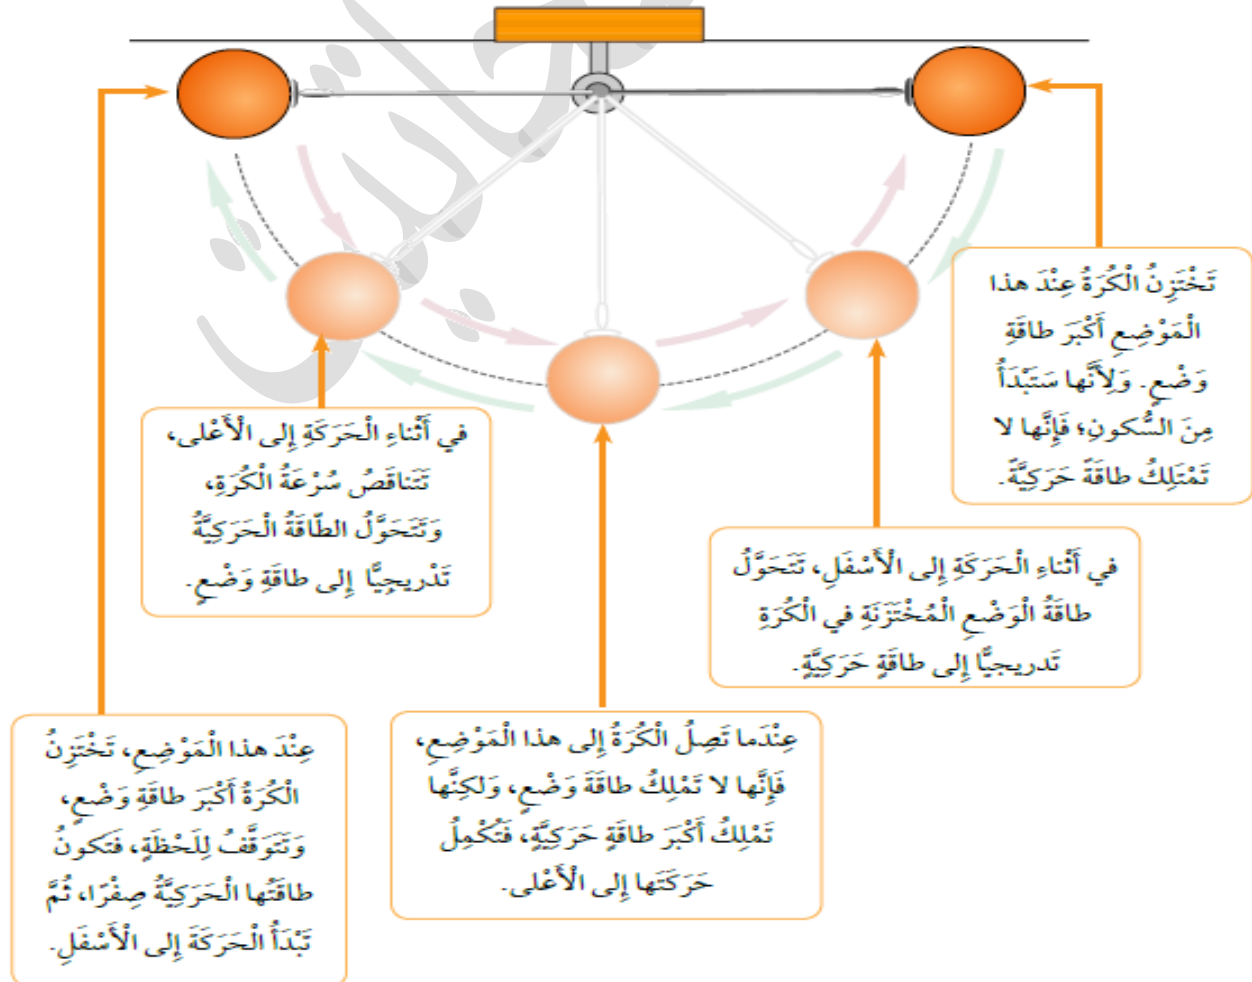 تَخْتَزِنُ الْكُرَةُ عِنْدَ هذا
الْمَوْضِعِ أَكْبَرَ طاقَةِ
وَضْعٍ. وَلِأَنَّها سَتَبْدَأُ
مِنَ السُّكونِ؛ فَإِنَّها لا
تَمْتَلِكُ طاقَةً حَرَكِيَّةً.
في أَثْناءِ الْحَرَكَةِ إِلى الْأَسْفَلِ، تَتَحَوَّلُ
طاقَةُ الْوَضْعِ الْمُخْتَزَنَةِ في الْكُرَةِ
تَدريجيًّا إِلى طاقَةٍ حَرَكِيَّةٍ.
عِنْدَما تَصِلُ الْكُرَةُ إِلى هذا الْمَوْضِعِ،
فَإِنَّها لا تَمْلِكُ طاقَةَ وَضْعٍ، وَلكِنَّها
تَمْلِكُ أَكْبَرَ طاقَةٍ حَرَكِيَّةٍ، فَتُكْمِلُ
حَرَكَتَها إِلى الْأَعْلى.
في أَثْناءِ الْحَرَكَةِ إِلى الْأَعْلى،
تَتَناقَصُ سُرْعَةُ الْكُرَةِ،
وَتَتَحَوَّلُ الطّاقَةُ الْحَرَكِيَّةُ
تَدْريجِيًّا إِلى طاقَةِ وَضْعٍ.
عِنْدَ هذا الْمَوْضِعِ، تَخْتَزِنُ
الْكُرَةُ أَكْبَرَ طاقَةِ وَضْعٍ،
وَتَتَوَقَّفُ لِلَحْظَةٍ، فَتَكونُ
طاقَتُها الْحَرَكِيَّةُ صِفْرًا، ثُمَّ
تَبْدَأُ الْحَرَكَةَ إِلى الْأَسْفَلِ.